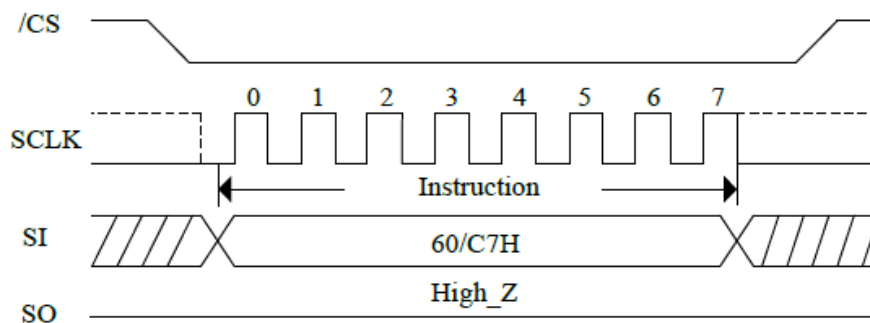 /CS
0 1 2 3 4 5 6 7
SCLK
Instruction
SI
60/C7H
High_Z
SO